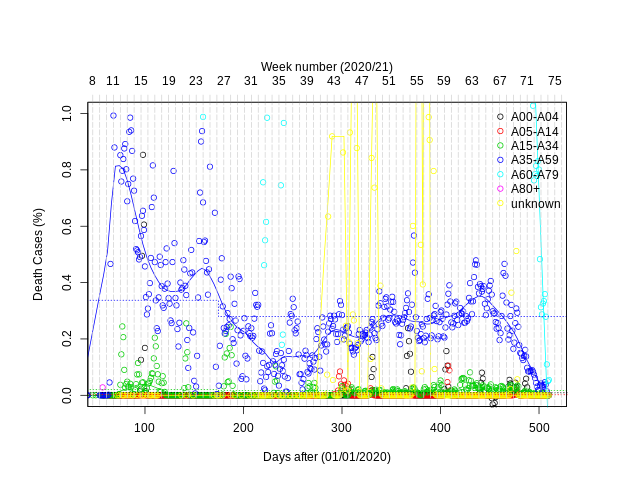 Week number (2020/21)
8 11 15 19 23 27 31 35 39 43 47 51 55 59 63 67 71 75
1.0
0.8
0.6
0.4
0.2
0.0
Death Cases (%)
A00-A04
A05-A14
A15-A34
A35-A59
A60-A79
A80+
unknown
100 200 300 400 500
Days after (01/01/2020)